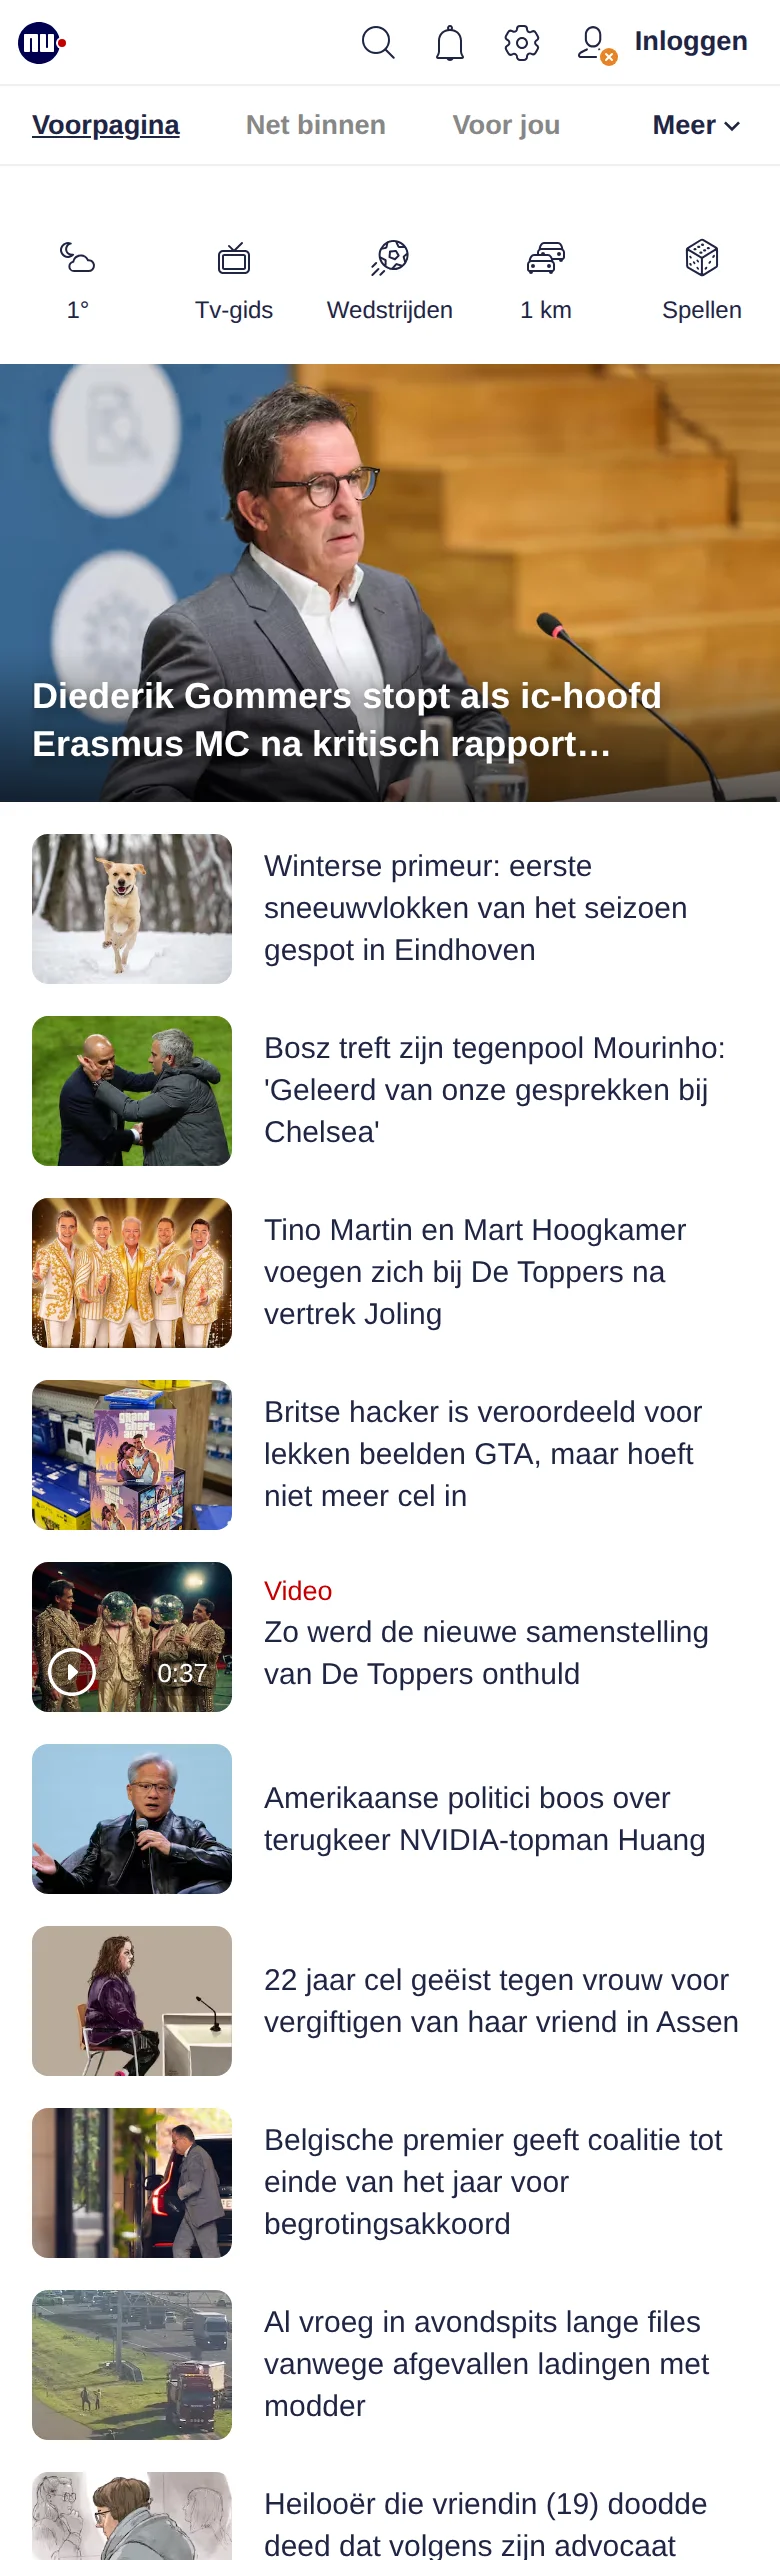 nu
Inloggen
Voorpagina
Net binnen
Voor jou
Meer
1°
Tv-gids
Wedstrijden
1 km
Spellen
Diederik Gommers stopt als ic-hoofd
Erasmus MC na kritisch rapport...
Winterse primeur: eerste
sneeuwvlokken van het seizoen
gespot in Eindhoven
Bosz treft zijn tegenpool Mourinho:
'Geleerd van onze gesprekken bij
Chelsea'
Tino Martin en Mart Hoogkamer
voegen zich bij De Toppers na
vertrek Joling
Britse hacker is veroordeeld voor
lekken beelden GTA, maar hoeft
niet meer cel in
Video
Zo werd de nieuwe samenstelling
van De Toppers onthuld
0:37
Amerikaanse politici boos over
terugkeer NVIDIA-topman Huang
22 jaar cel geëist tegen vrouw voor
vergiftigen van haar vriend in Assen
Belgische premier geeft coalitie tot
einde van het jaar voor
begrotingsakkoord
Al vroeg in avondspits lange files
vanwege afgevallen ladingen met
modder
Heilooër die vriendin (19) doodde
deed dat volgens zijn advocaat